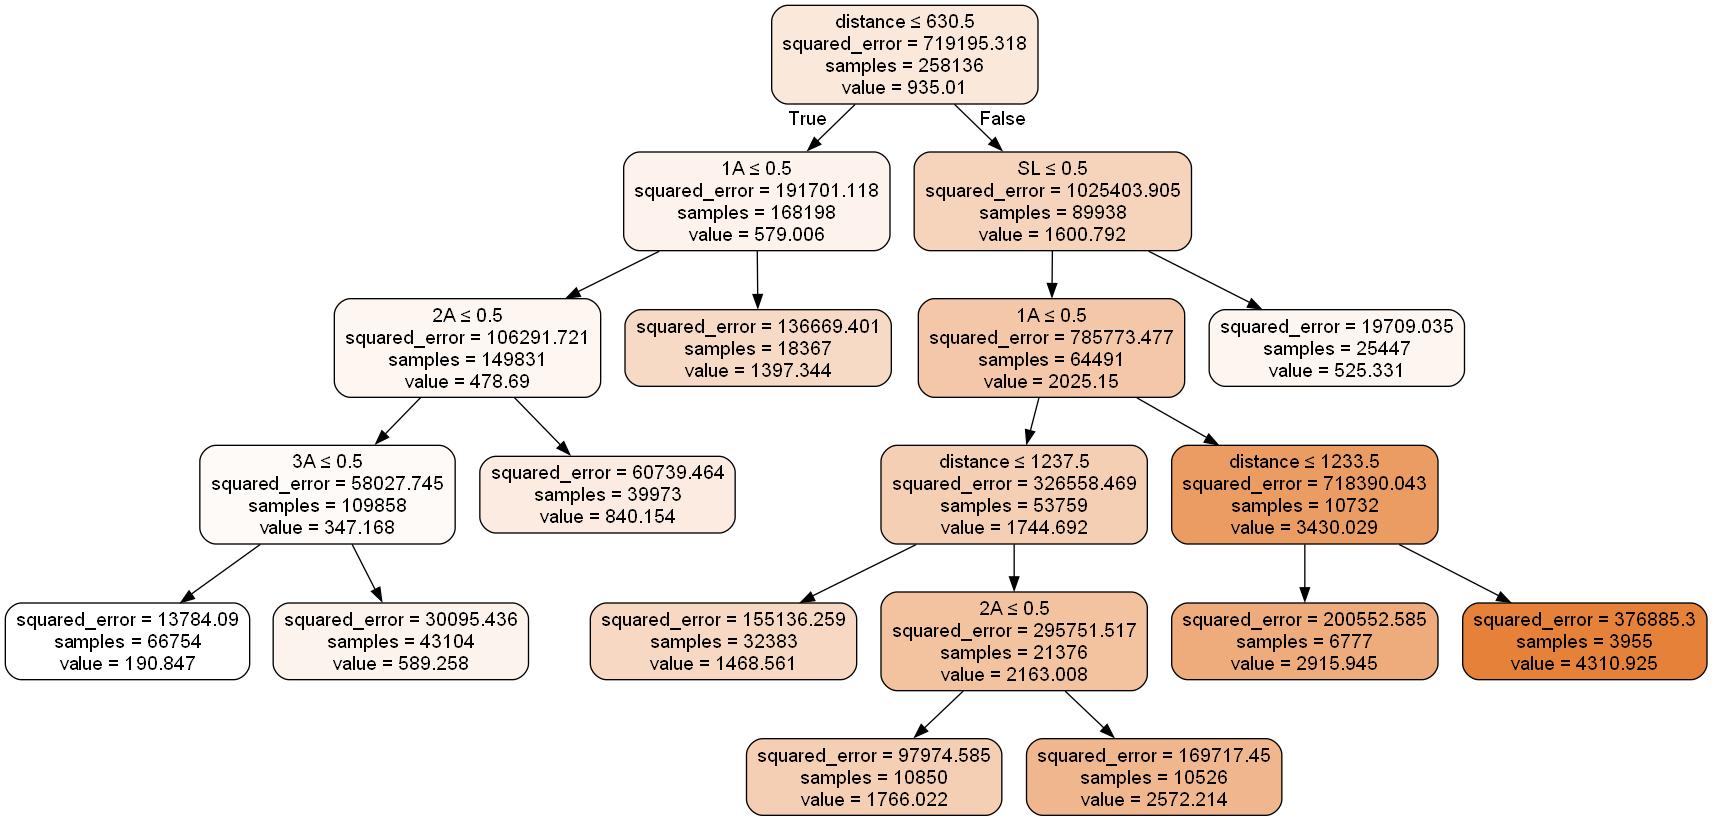 distance ≤ 630.5
squared_error = 719195.318
samples = 258136
value = 935.01
True
False
1A ≤ 0.5
squared_error = 191701.118
samples = 168198
value = 579.006
SL ≤ 0.5
squared_error = 1025403.905
samples = 89938
value = 1600.792
2A ≤ 0.5
squared_error = 106291.721
samples = 149831
value = 478.69
squared_error = 136669.401
samples = 18367
value = 1397.344
1A ≤ 0.5
squared_error = 785773.477
samples = 64491
value = 2025.15
squared_error = 19709.035
samples = 25447
value = 525.331
3A ≤ 0.5
squared_error = 58027.745
samples = 109858
value = 347.168
squared_error = 60739.464
samples = 39973
value = 840.154
distance ≤ 1237.5
squared_error = 326558.469
samples = 53759
value = 1744.692
distance ≤ 1233.5
squared_error = 718390.043
samples = 10732
value = 3430.029
squared_error = 13784.09
samples = 66754
value = 190.847
squared_error = 30095.436
samples = 43104
value = 589.258
squared_error = 155136.259
samples = 32383
value = 1468.561
2A ≤ 0.5
squared_error = 295751.517
samples = 21376
value = 2163.008
squared_error = 200552.585
samples = 6777
value = 2915.945
squared_error = 376885.3
samples = 3955
value = 4310.925
squared_error = 97974.585
samples = 10850
value = 1766.022
squared_error = 169717.45
samples = 10526
value = 2572.214